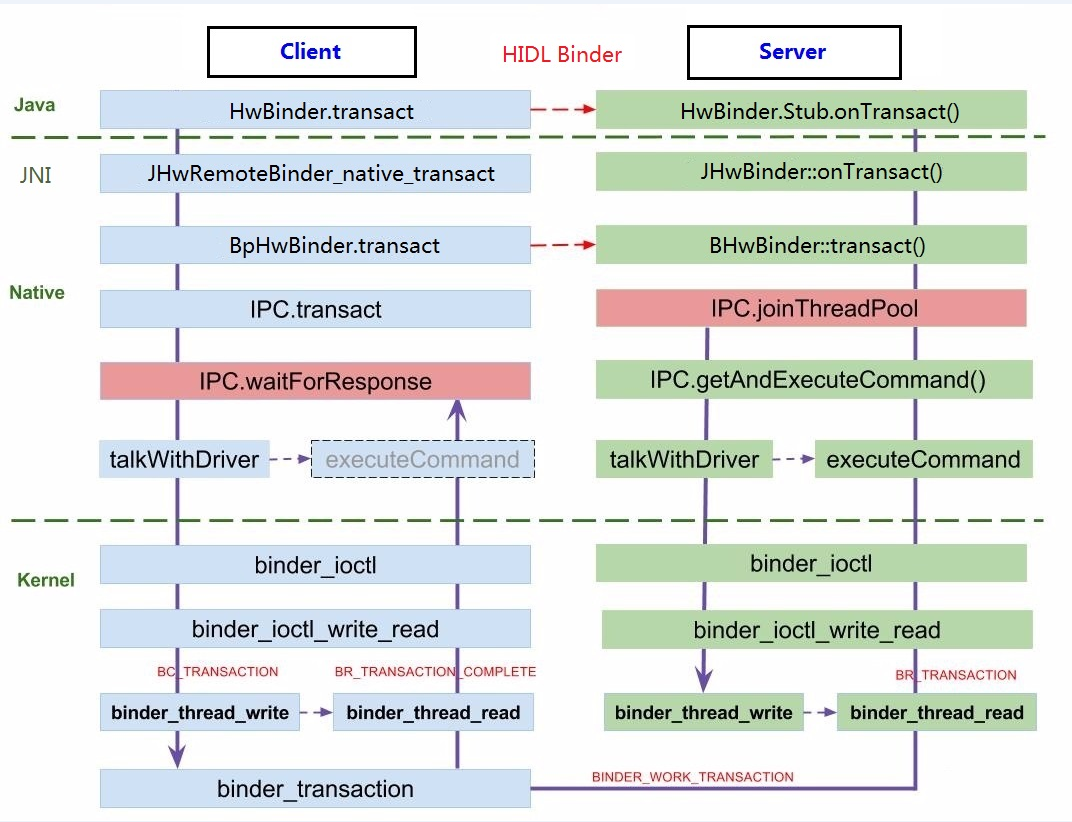 Client
HIDL Binder
Server
Java
HwBinder.transact
HwBinder.Stub.onTransact()
JNI
JHwRemoteBinder_native_transact
JHwBinder::onTransact()
BpHwBinder.transact
BHwBinder::transact()
Native
IPC.transact
IPC.joinThreadPool
IPC.waitForResponse
IPC.getAndExecuteCommand()
talkWithDriver
executeCommand
talkWithDriver
executeCommand
Kernel
binder_ioctl
binder_ioctl
binder_ioctl_write_read
binder_ioctl_write_read
BC_TRANSACTION
BR_TRANSACTION_COMPLETE
BR_TRANSACTION
binder_thread_write
binder_thread_read
binder_thread_write
binder_thread_read
binder_transaction
BINDER_WORK_TRANSACTION